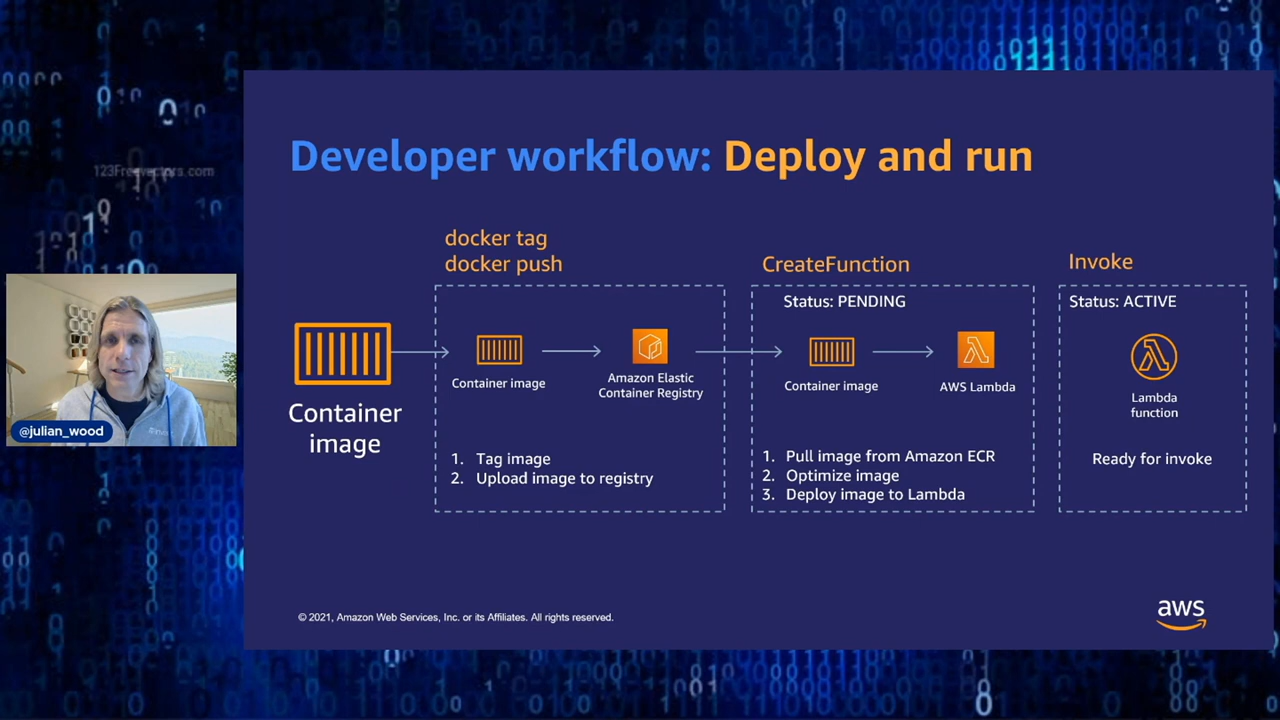 123Freevectors.com
Developer workflow: Deploy and run
docker tag
docker push
CreateFunction
Invoke
Status: PENDING
Status: ACTIVE
Container image
Amazon Elastic
Container Registry
Container image
AWS Lambda
Lambda
function
Container
image
@julian_wood
1. Tag image
2. Upload image to registry
1. Pull image from Amazon ECR
2. Optimize image
3. Deploy image to Lambda
Ready for invoke
© 2021, Amazon Web Services, Inc. or its Affiliates. All rights reserved.
aws